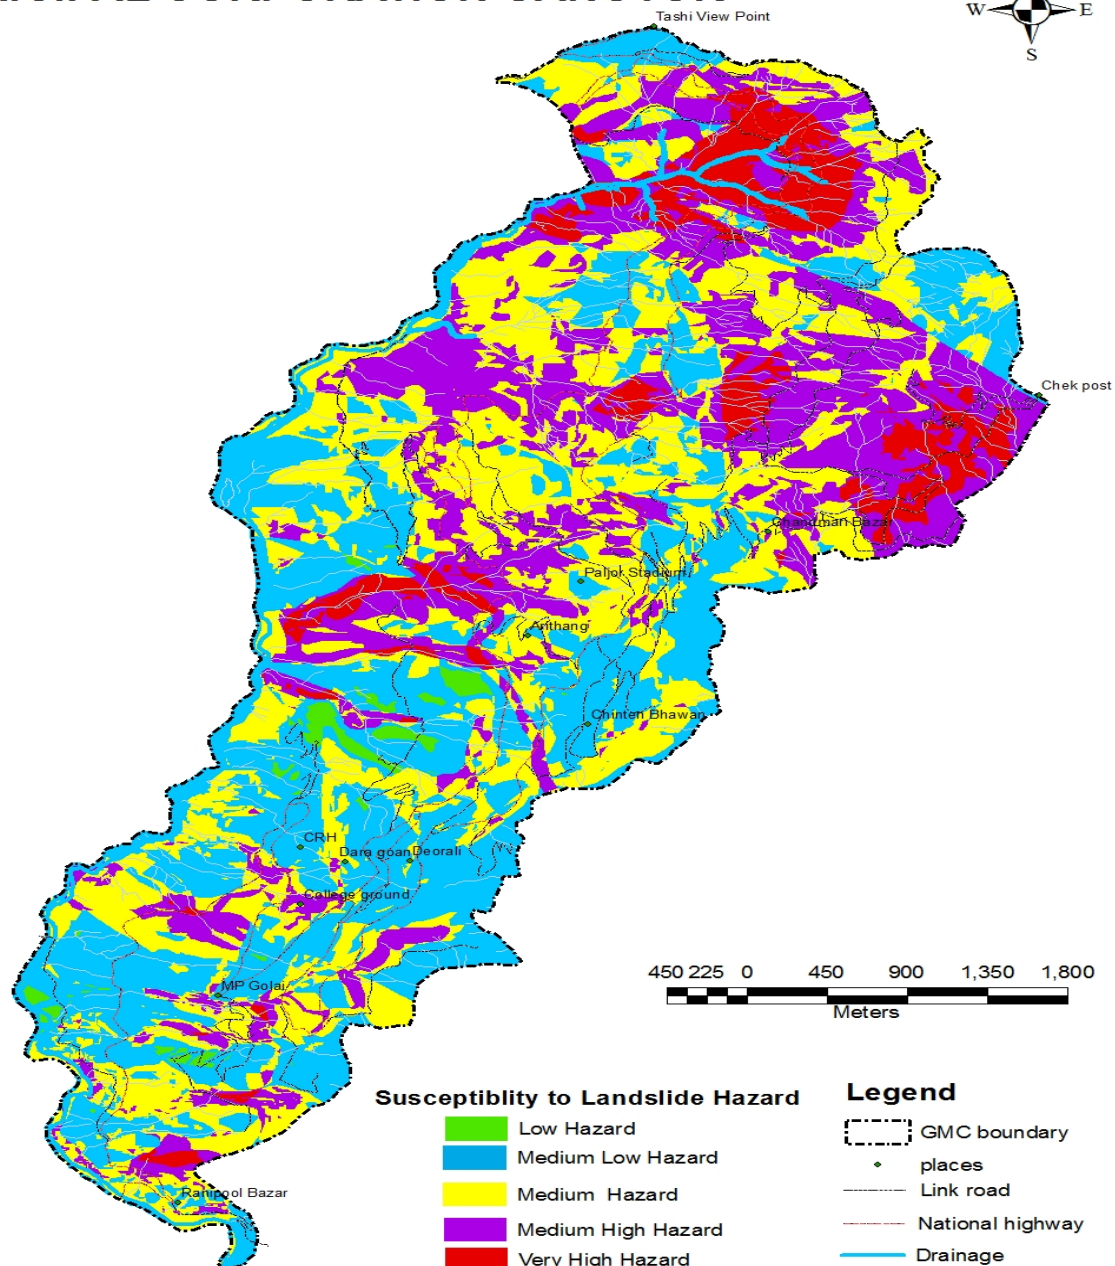 Tashi View Point
W E
S
Chek post
Chandman Bazar
Paljor Stadium
Arithang
Chinten Bhawan
CRH
Dara goan Deorali
College ground
MP Golai
450 225 0 450 900 1,350 1,800
Meters
Susceptiblity to Landslide Hazard
Low Hazard
Medium Low Hazard
Medium Hazard
Medium High Hazard
Very High Hazard
Legend
GMC boundary
places
Link road
National highway
Drainage
Ranipool Bazar